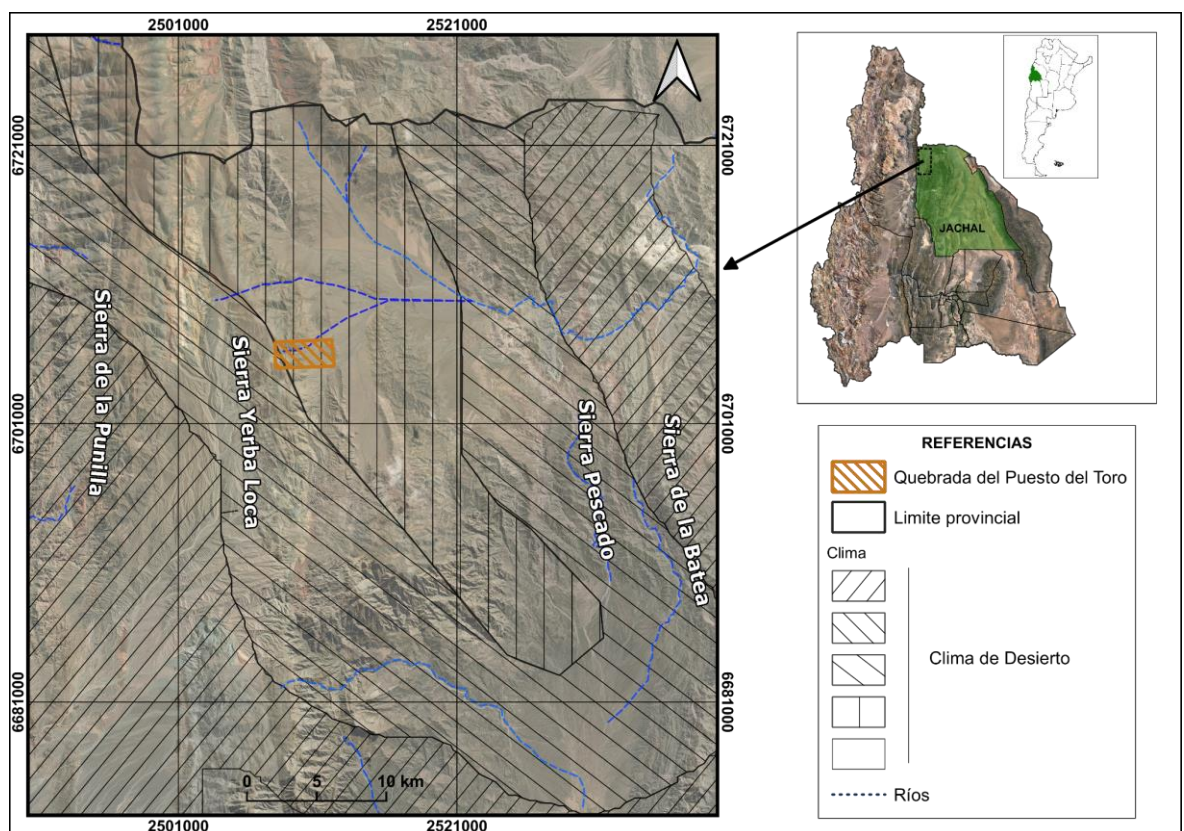 2501000
2521000
6721000
6721000
6701000
6701000
6681000
6681000
Sierra de la Punilla
Sierra Yerba Loca
Sierra Pescado
Sierra de la Batea
0
5
10 km
2501000
2521000
JACHAL
REFERENCIAS
Quebrada del Puesto del Toro
Limite provincial
Clima
Clima de Desierto
Ríos